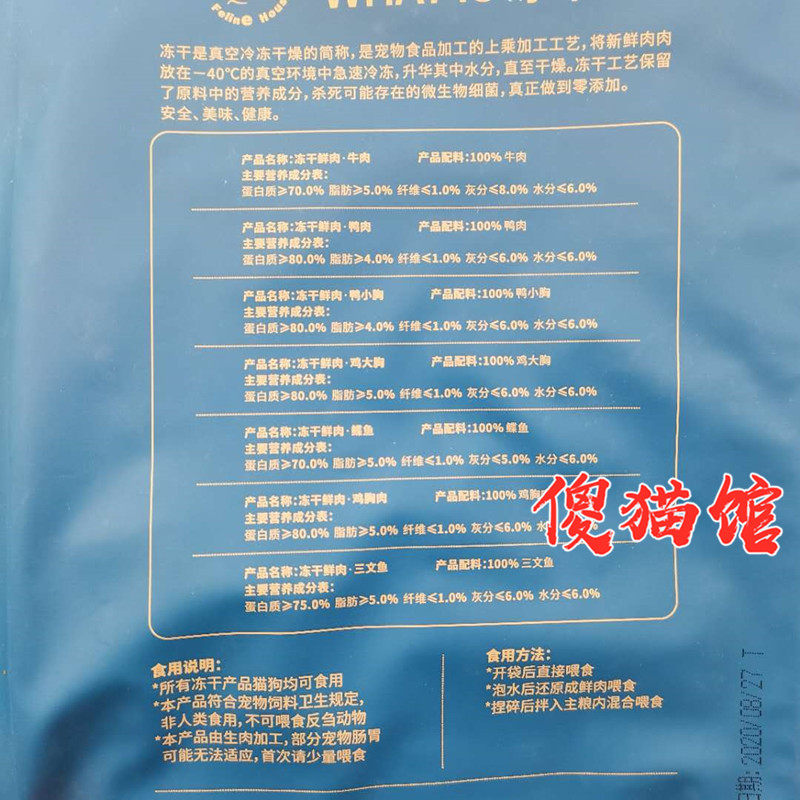 Feline House
冻干是真空冷冻干燥的简称,是宠物食品加工的上乘加工工艺,将新鲜肉肉
放在—40℃的真空环境中急速冷冻,升华其中水分,直至干燥。冻干工艺保留
了原料中的营养成分,杀死可能存在的微生物细菌,真正做到零添加。
安全、美味、健康。
产品名称:冻干鲜肉·牛肉 产品配料:100% 牛肉
主要营养成分表:
蛋白质≥70.0% 脂肪≥5.0% 纤维≤1.0% 灰分≤8.0% 水分≤6.0%
产品名称:冻干鲜肉·鸭肉 产品配料:100% 鸭肉
主要营养成分表:
蛋白质≥80.0% 脂肪≥4.0% 纤维≤1.0% 灰分≤6.0% 水分≤6.0%
产品名称:冻干鲜肉·鸭小胸 产品配料:100% 鸭小胸
主要营养成分表:
蛋白质≥80.0% 脂肪≥4.0% 纤维≤1.0% 灰分≤6.0% 水分≤6.0%
产品名称:冻干鲜肉·鸡大胸 产品配料:100% 鸡大胸
主要营养成分表:
蛋白质≥80.0% 脂肪≥5.0% 纤维≤1.0% 灰分≤6.0% 水分≤6.0%
产品名称:冻干鲜肉·鲽鱼 产品配料:100% 鲽鱼
主要营养成分表:
蛋白质≥70.0% 脂肪≥5.0% 纤维≤1.0% 灰分≤5.0% 水分≤6.0%
产品名称:冻干鲜肉·鸡胸肉 产品配料:100% 鸡胸
主要营养成分表:
蛋白质≥80.0% 脂肪≥5.0% 纤维≤1.0% 灰分≤6.0% 水
傻猫馆
产品名称:冻干鲜肉·三文鱼 产品配料:100% 三文鱼
主要营养成分表:
蛋白质≥75.0% 脂肪≥5.0% 纤维≤1.0% 灰分≤6.0% 水分≤6.0%
食用说明:
*所有冻干产品猫狗均可食用
*本产品符合宠物饲料卫生规定,
非人类食用,不可喂食反刍动物
*本产品由生肉加工,部分宠物肠胃
可能无法适应,首次请少量喂食
食用方法:
*开袋后直接喂食
*泡水后还原成鲜肉喂食
*捏碎后拌入主粮内混合喂食
2020/08/27 T